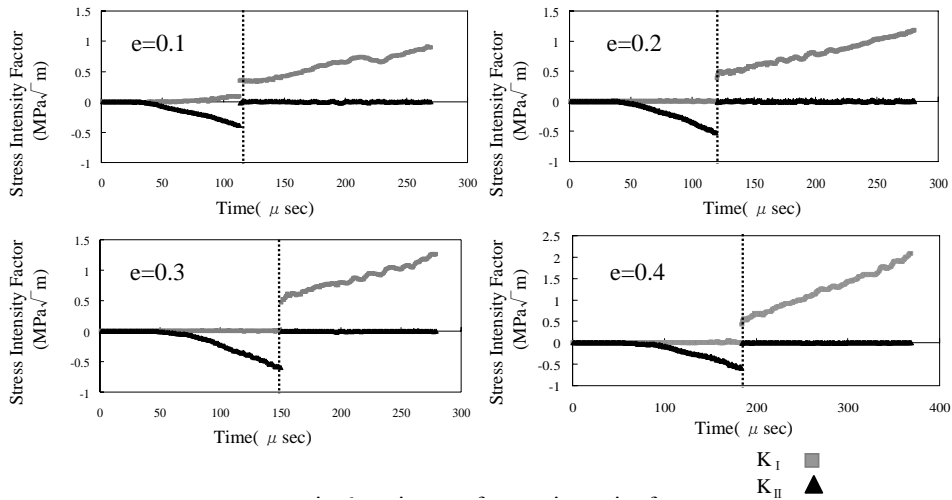 Stress Intensity Factor
(MPa√m)
e=0.1
1.5
1
0.5
0
-0.5
-1
0 50 100 150 200 250 300
Time( μ sec)
Stress Intensity Factor
(MPa√m)
e=0.2
1.5
1
0.5
0
-0.5
-1
0 50 100 150 200 250 300
Time( μ sec)
Stress Intensity Factor
(MPa√m)
e=0.3
1.5
1
0.5
0
-0.5
-1
0 50 100 150 200 250 300
Time( μ sec)
Stress Intensity Factor
(MPa√m)
e=0.4
2.5
2
1.5
1
0.5
0
-0.5
-1
0 100 200 300 400
Time( μ sec)
K I
K II